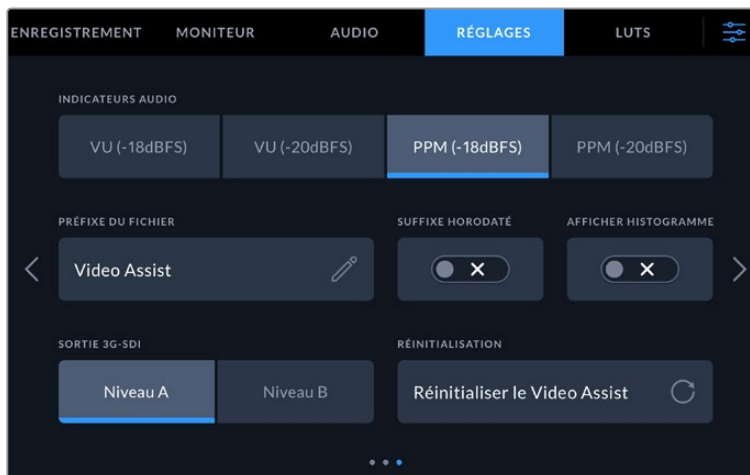 ENREGISTREMENT MONITEUR AUDIO RÉGLAGES LUTS
INDICATEURS AUDIO
VU (-18dBFS) VU (-20dBFS) PPM (-18dBFS) PPM (-20dBFS)
PRÉFIXE DU FICHIER SUFFIXE HORODATÉ AFFICHER HISTOGRAMME
Video Assist
SORTIE 3G-SDI RÉINITIALISATION
Niveau A Niveau B Réinitialiser le Video Assist